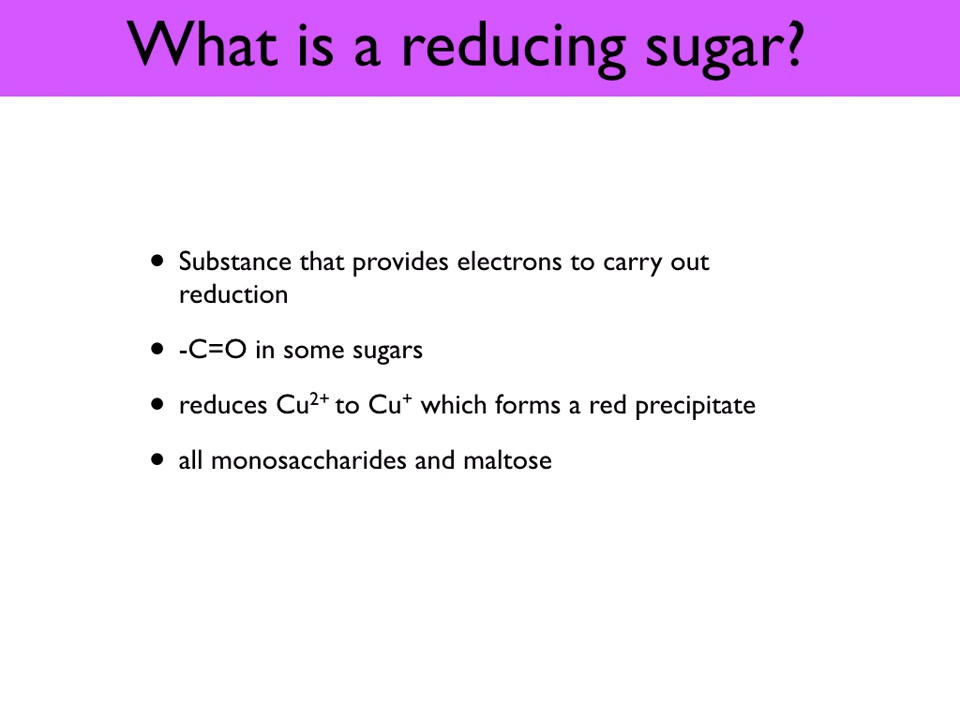 What is a reducing sugar?
• Substance that provides electrons to carry out
reduction
• -C=O in some sugars
• reduces Cu²⁺ to Cu⁺ which forms a red precipitate
• all monosaccharides and maltose